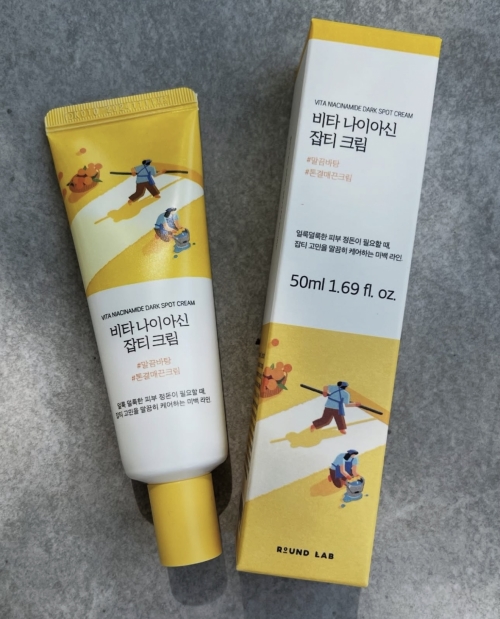 VITA NIACINAMIDE DARK SPOT CREAM
비타 나이아신
잡티 크림
#말끔바탕
#톤결매끈크림
얼룩 덜룩한 피부 정돈이 필요할 때,
잡티 고민을 말끔히 케어하는 미백 라인
VITA NIACINAMIDE DARK SPOT CREAM
비타 나이아신
잡티 크림
#말끔바탕
#톤결매끈크림
얼룩덜룩한 피부 정돈이 필요할 때,
잡티 고민을 말끔히 케어하는 미백 라인
50ml 1.69 fl. oz.
ROUND LAB